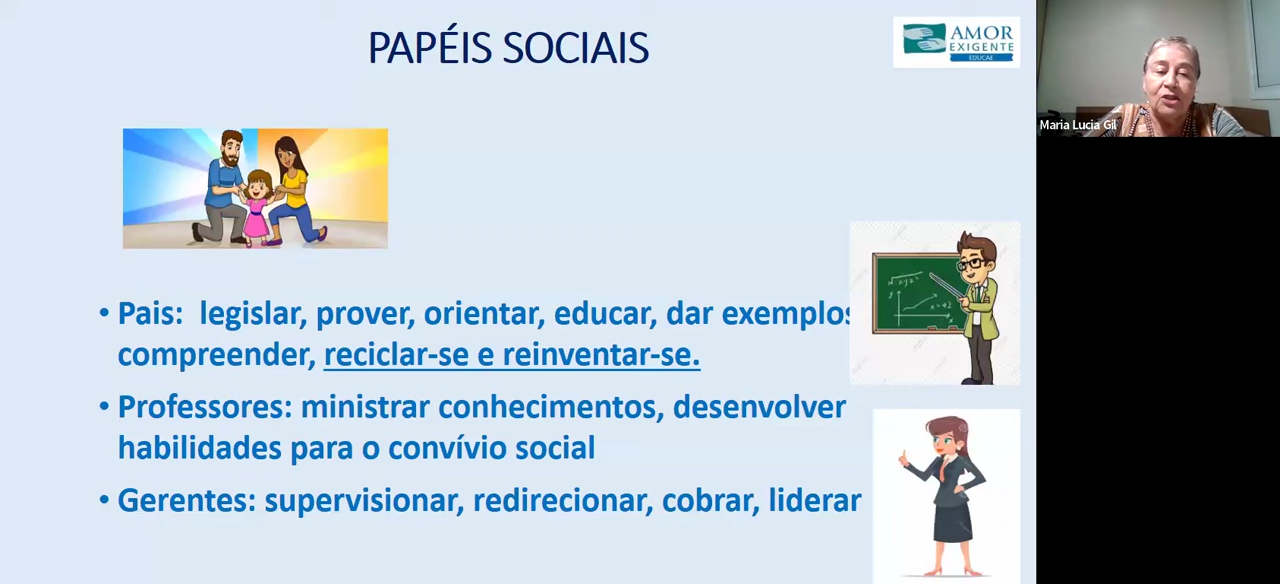 PAPÉIS SOCIAIS
AMOR
EXIGENTE
EDUCAE
Maria Lucia Gil
• Pais: legislar, prover, orientar, educar, dar exemplos
compreender, reciclar-se e reinventar-se.
• Professores: ministrar conhecimentos, desenvolver
habilidades para o convívio social
• Gerentes: supervisionar, redirecionar, cobrar, liderar